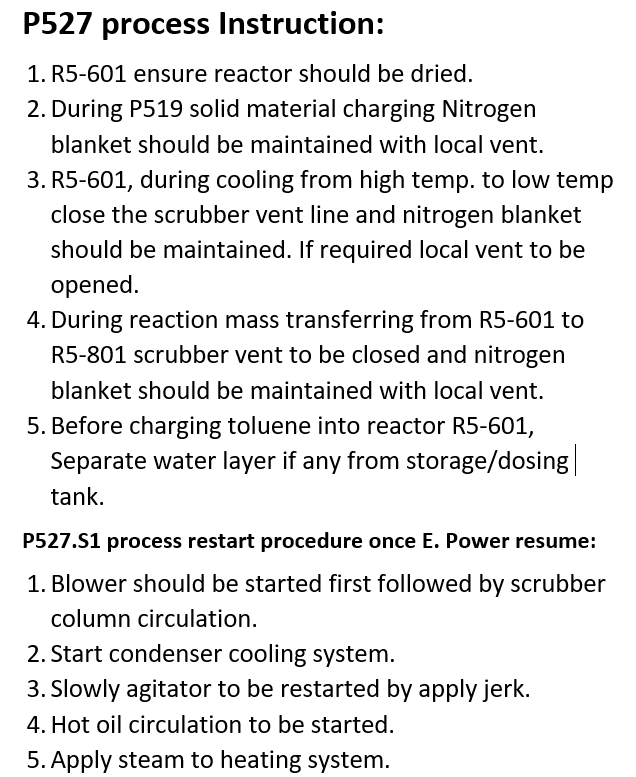 P527 process Instruction:
1. R5-601 ensure reactor should be dried.
2. During P519 solid material charging Nitrogen
blanket should be maintained with local vent.
3. R5-601, during cooling from high temp. to low temp
close the scrubber vent line and nitrogen blanket
should be maintained. If required local vent to be
opened.
4. During reaction mass transferring from R5-601 to
R5-801 scrubber vent to be closed and nitrogen
blanket should be maintained with local vent.
5. Before charging toluene into reactor R5-601,
Separate water layer if any from storage/dosing
tank.
P527.S1 process restart procedure once E. Power resume:
1. Blower should be started first followed by scrubber
column circulation.
2. Start condenser cooling system.
3. Slowly agitator to be restarted by apply jerk.
4. Hot oil circulation to be started.
5. Apply steam to heating system.